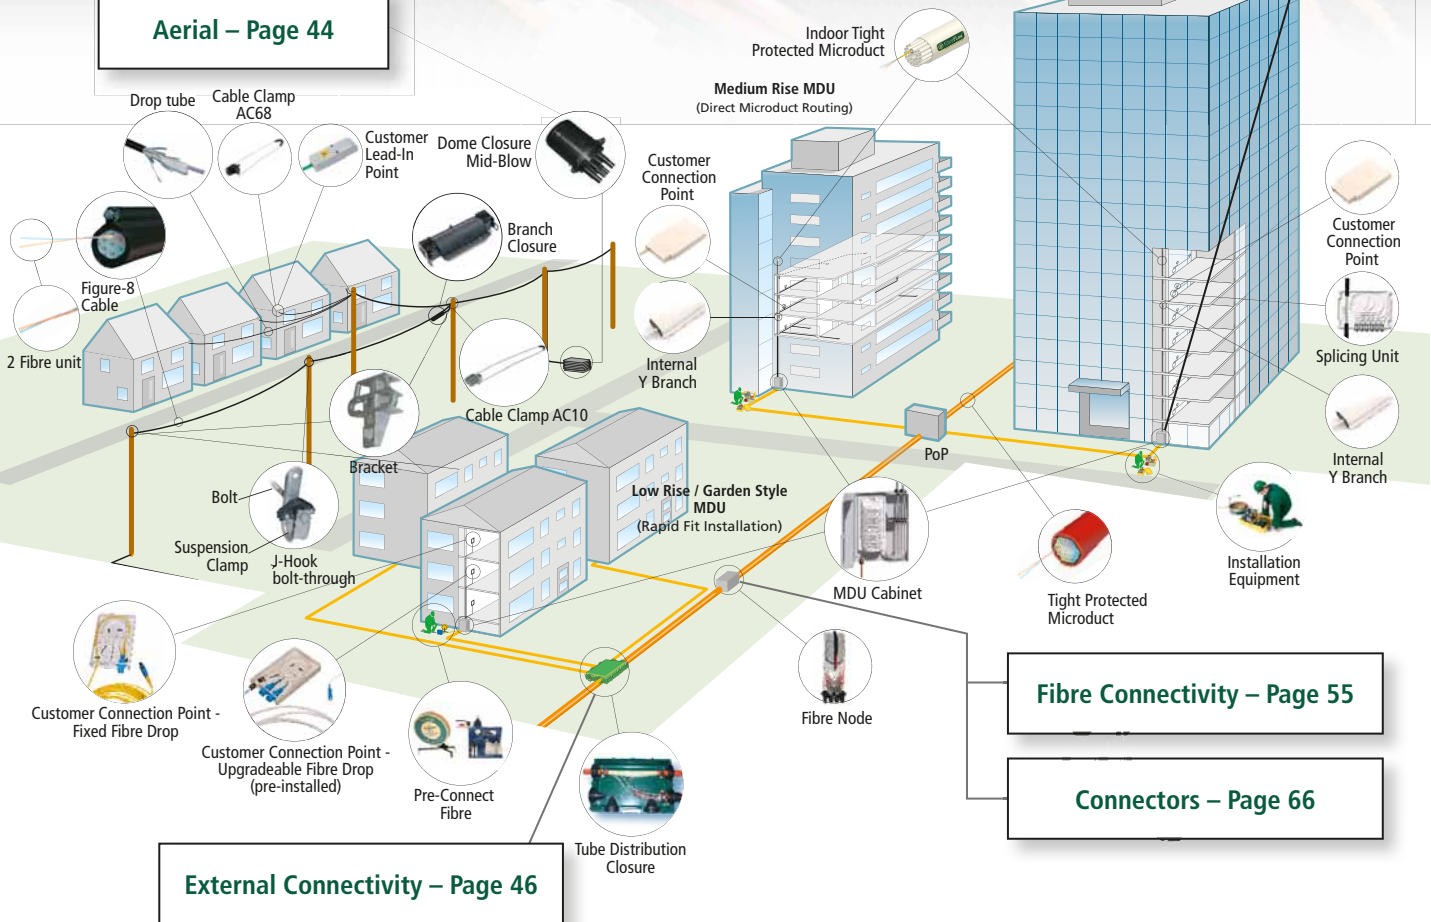 Aerial – Page 44
Indoor Tight
Protected Microduct
Medium Rise MDU
(Direct Microduct Routing)
Drop tube
Cable Clamp
AC68
Customer
Lead-In
Point
Dome Closure
Mid-Blow
Customer
Connection
Point
Customer
Connection
Point
Branch
Closure
Figure-8
Cable
2 Fibre unit
Internal
Y Branch
Splicing Unit
Cable Clamp AC10
Bracket
PoP
Internal
Y Branch
Low Rise / Garden Style
MDU
(Rapid Fit Installation)
Bolt
Suspension
Clamp
J-Hook
bolt-through
MDU Cabinet
Installation
Equipment
Tight Protected
Microduct
Customer Connection Point -
Fixed Fibre Drop
Customer Connection Point -
Upgradeable Fibre Drop
(pre-installed)
Pre-Connect
Fibre
Fibre Node
Tube Distribution
Closure
Fibre Connectivity – Page 55
Connectors – Page 66
External Connectivity – Page 46